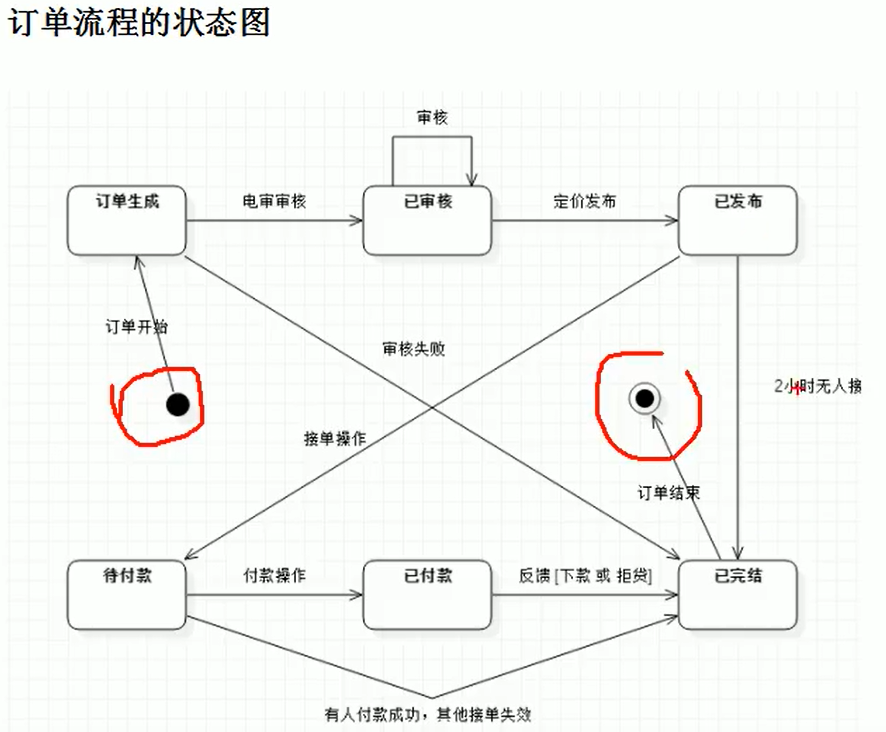 订单流程的状态图
审核
订单生成
电审审核
已审核
定价发布
已发布
订单开始
审核失败
2小时无人接
接单操作
订单结束
待付款
付款操作
已付款
反馈 [下款 或 拒贷]
已完结
有人付款成功，其他接单失效